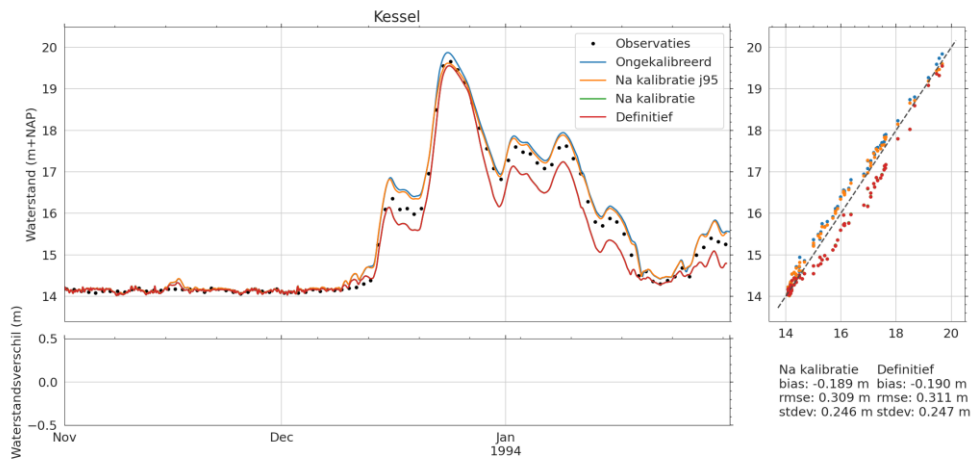 Kessel
Waterstand (m+NAP)
20
19
18
17
16
15
14
Observaties
Ongekalibreerd
Na kalibratie j95
Na kalibratie
Definitief
20
19
18
17
16
15
14
14 16 18 20
Waterstandsverschil (m)
0.5
0.0
−0.5
Nov Dec Jan
1994
Na kalibratie Definitief
bias: -0.189 m bias: -0.190 m
rmse: 0.309 m rmse: 0.311 m
stdev: 0.246 m stdev: 0.247 m